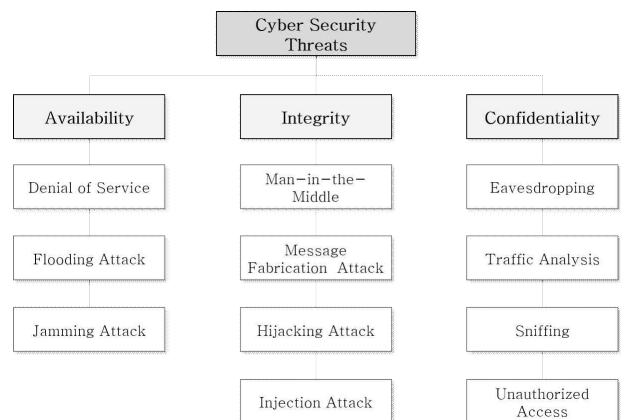 Cyber Security
Threats
Availability
Integrity
Confidentiality
Denial of Service
Man-in-the-
Middle
Eavesdropping
Flooding Attack
Message
Fabrication Attack
Traffic Analysis
Jamming Attack
Hijacking Attack
Sniffing
Injection Attack
Unauthorized
Access